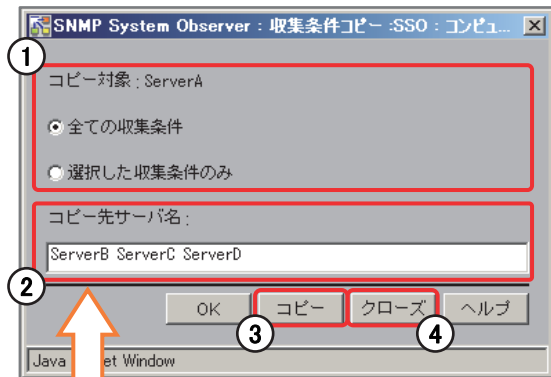 SNMP System Observer : 収集条件コピー :SSO : コンピュ...
1
コピー対象 : ServerA
全ての収集条件
選択した収集条件のみ
コピー先サーバ名 :
ServerB ServerC ServerD
2
OK コピー クローズ ヘルプ
3 4
Java et Window